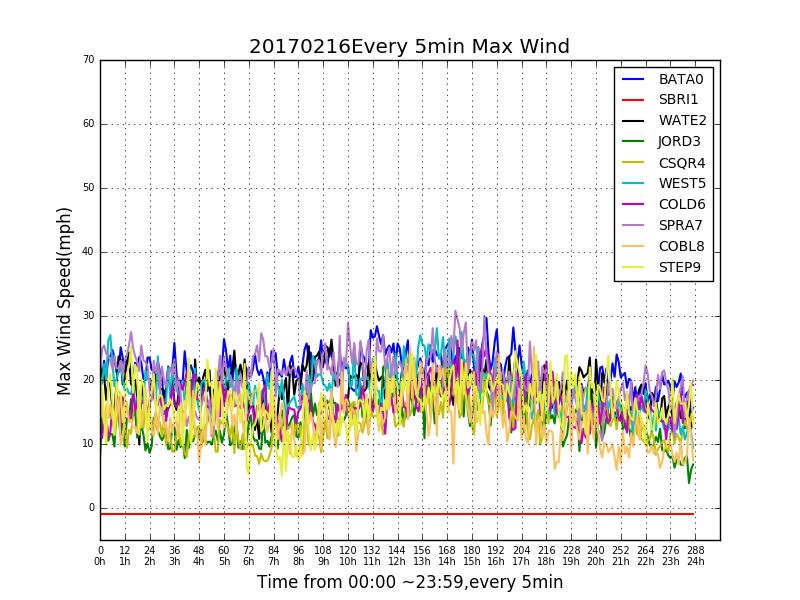 20170216Every 5min Max Wind
70
60
50
40
30
20
10
0
Max Wind Speed(mph)
BATA0
SBRI1
WATE2
JORD3
CSQR4
WEST5
COLD6
SPRA7
COBL8
STEP9
0 12 24 36 48 60 72 84 96 108 120 132 144 156 168 180 192 204 216 228 240 252 264 276 288
0h 1h 2h 3h 4h 5h 6h 7h 8h 9h 10h 11h 12h 13h 14h 15h 16h 17h 18h 19h 20h 21h 22h 23h 24h
Time from 00:00 ~23:59,every 5min